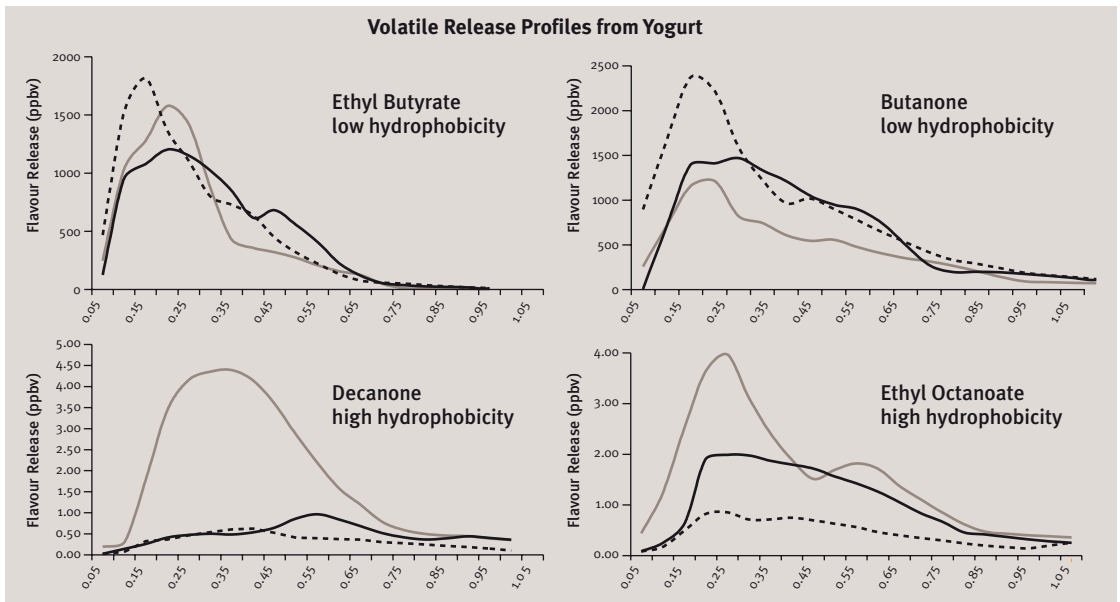 Volatile Release Profiles from Yogurt
Flavour Release (ppbv)
2000
1500
1000
500
0
Ethyl Butyrate
low hydrophobicity
0.05 0.15 0.25 0.35 0.45 0.55 0.65 0.75 0.85 0.95 1.05
Flavour Release (ppbv)
2500
2000
1500
1000
500
0
Butanone
low hydrophobicity
0.05 0.15 0.25 0.35 0.45 0.55 0.65 0.75 0.85 0.95 1.05
Flavour Release (ppbv)
5.00
4.50
4.00
3.50
3.00
2.50
2.00
1.50
1.00
0.50
0.00
Decanone
high hydrophobicity
0.05 0.15 0.25 0.35 0.45 0.55 0.65 0.75 0.85 0.95 1.0 5
Flavour Release (ppbv)
4.00
3.00
2.00
1.00
0.00
Ethyl Octanoate
high hydrophobicity
0.05 0.15 0.25 0.35 0.45 0.55 0.65 0.75 0.85 0.95 1.0 5